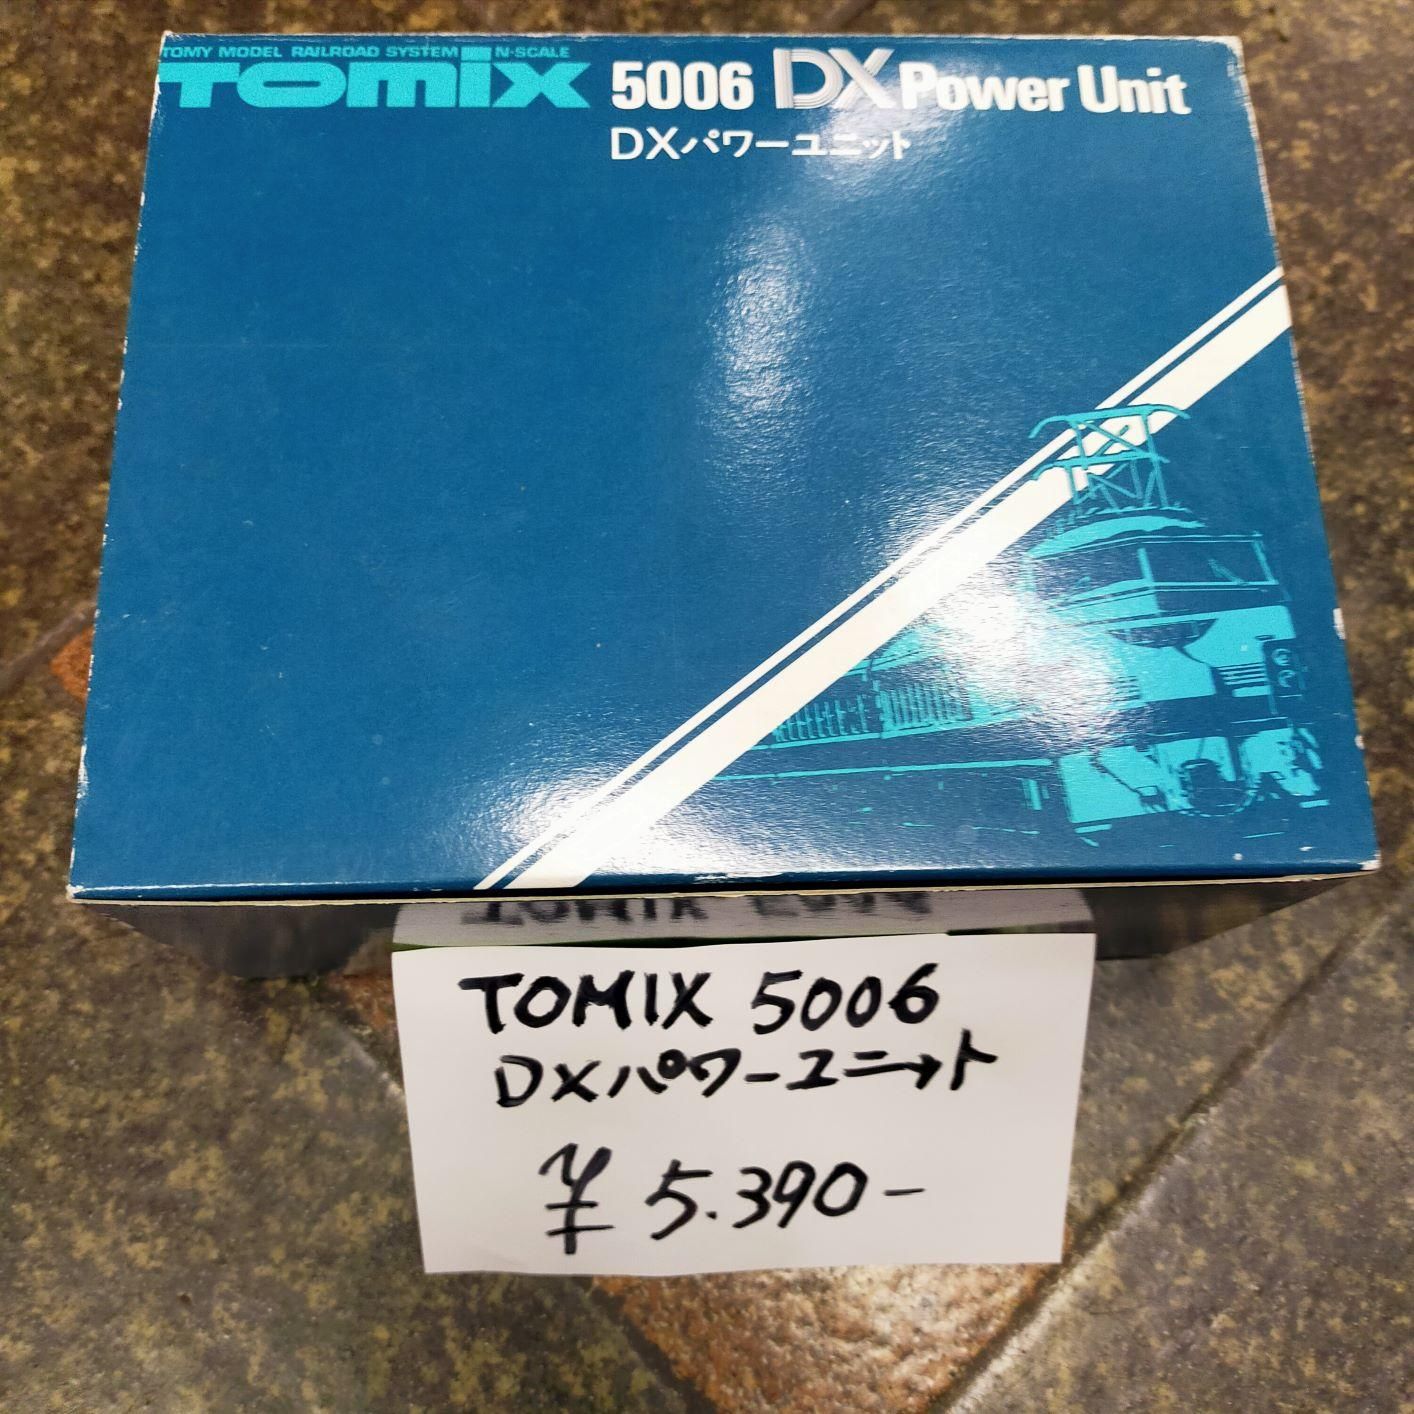 TOMY MODEL RAILROAD SYSTEM N-SCALE
TOMIX 5006 DX Power Unit
DXパワーユニット
TOMIX 5006
DXパワーユニット
¥5.390-